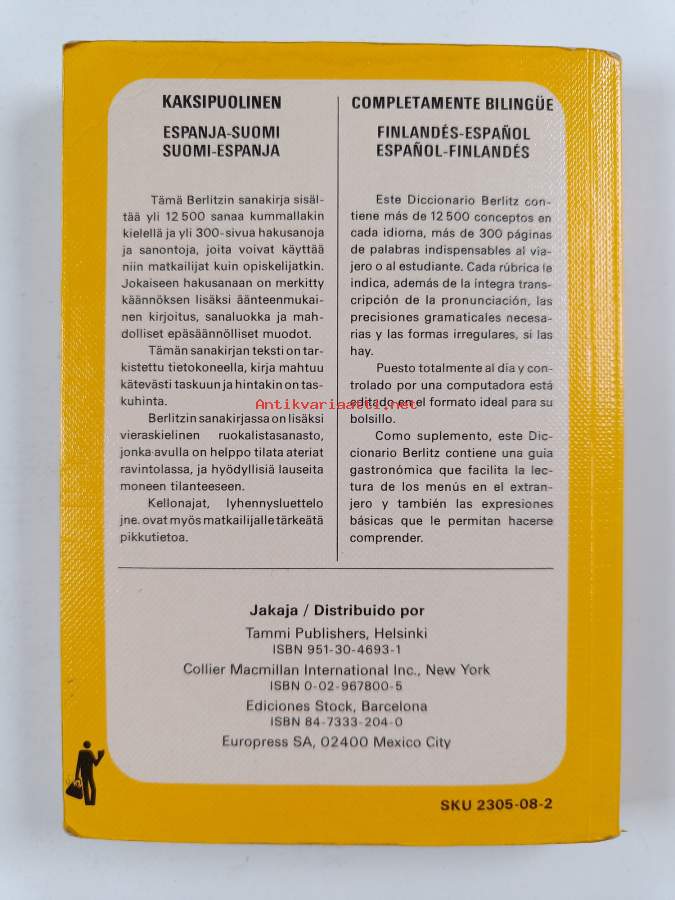 KAKSIPUOLINEN
ESPANJA-SUOMI
SUOMI-ESPANJA
Tämä Berlitzin sanakirja sisäl-
tää yli 12 500 sanaa kummallakin
kielellä ja yli 300-sivua hakusanoja
ja sanontoja, joita voivat käyttää
niin matkailijat kuin opiskelijatkin.
Jokaiseen hakusanaan on merkitty
käännöksen lisäksi äänteenmukai-
nen kirjoitus, sanaluokka ja mah-
dolliset epäsäännölliset muodot.
Tämän sanakirjan teksti on tar-
kistettu tietokoneella, kirja mahtuu
kätevästi taskuun ja hintakin on tas-
kuhinta.
Berlitzin sanakirjassa on lisäksi
vieraskielinen ruokalistasanasto,
jonka avulla on helppo tilata ateriat
ravintolassa, ja hyödyllisiä lauseita
moneen tilanteeseen.
Kellonajat, lyhennysluettelo
jne. ovat myös matkailijalle tärkeätä
pikkutietoa.
COMPLETAMENTE BILINGÜE
FINLANDÉS-ESPAÑOL
ESPAÑOL-FINLANDÉS
Este Diccionario Berlitz con-
tiene más de 12 500 conceptos en
cada idioma, más de 300 páginas
de palabras indispensables al via-
jero o al estudiante. Cada rúbrica le
indica, además de la íntegra trans-
cripción de la pronunciación, las
precisiones gramaticales necesa-
rias y las formas irregulares, si las
hay.
Puesto totalmente al día y con-
trolado por una computadora está
editado en el formato ideal para su
bolsillo.
Como suplemento, este Dic-
cionario Berlitz contiene una guía
gastronómica que facilita la lec-
tura de los menús en el extran-
jero y también las expresiones
básicas que le permitan hacerse
comprender.
Antikvariaatti.net
Jakaja / Distribuido por
Tammi Publishers, Helsinki
ISBN 951-30-4693-1
Collier Macmillan International Inc., New York
ISBN 0-02-967800-5
Ediciones Stock, Barcelona
ISBN 84-7333-204-0
Europress SA, 02400 Mexico City
SKU 2305-08-2